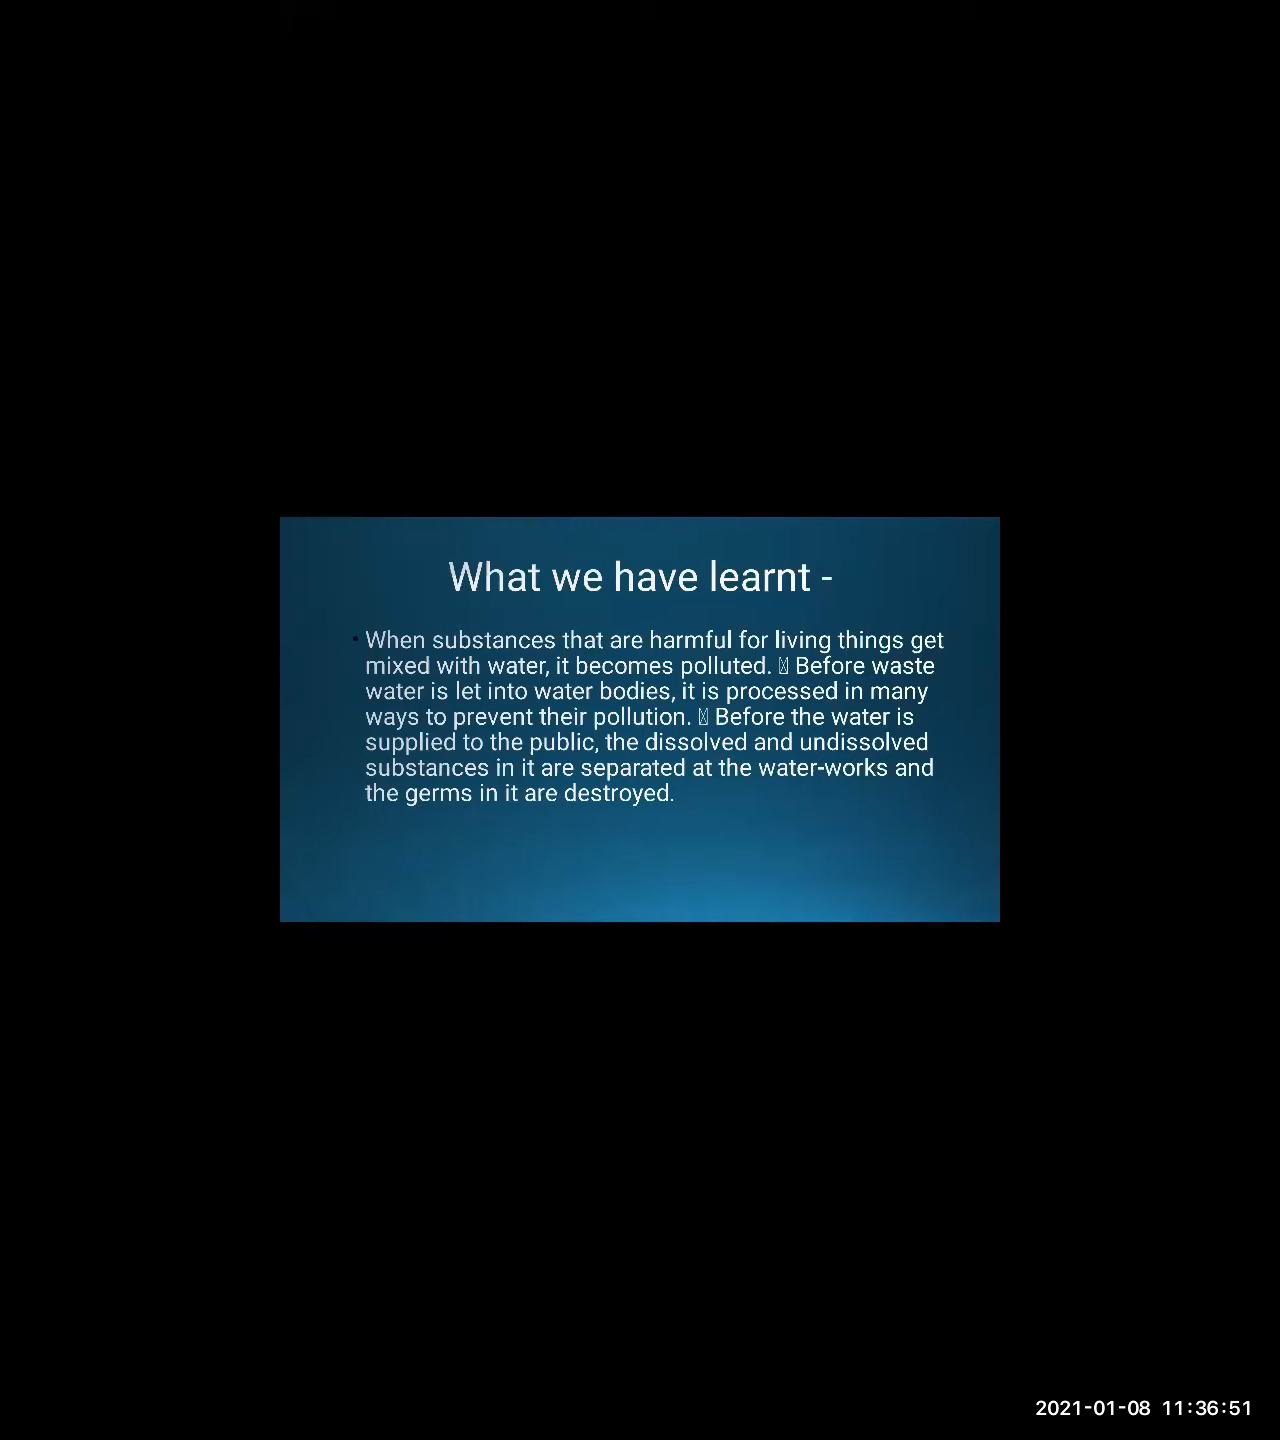 What we have learnt -
• When substances that are harmful for living things get
mixed with water, it becomes polluted. ▯ Before waste
water is let into water bodies, it is processed in many
ways to prevent their pollution. ▯ Before the water is
supplied to the public, the dissolved and undissolved
substances in it are separated at the water-works and
the germs in it are destroyed.
2021-01-08 11:36:51